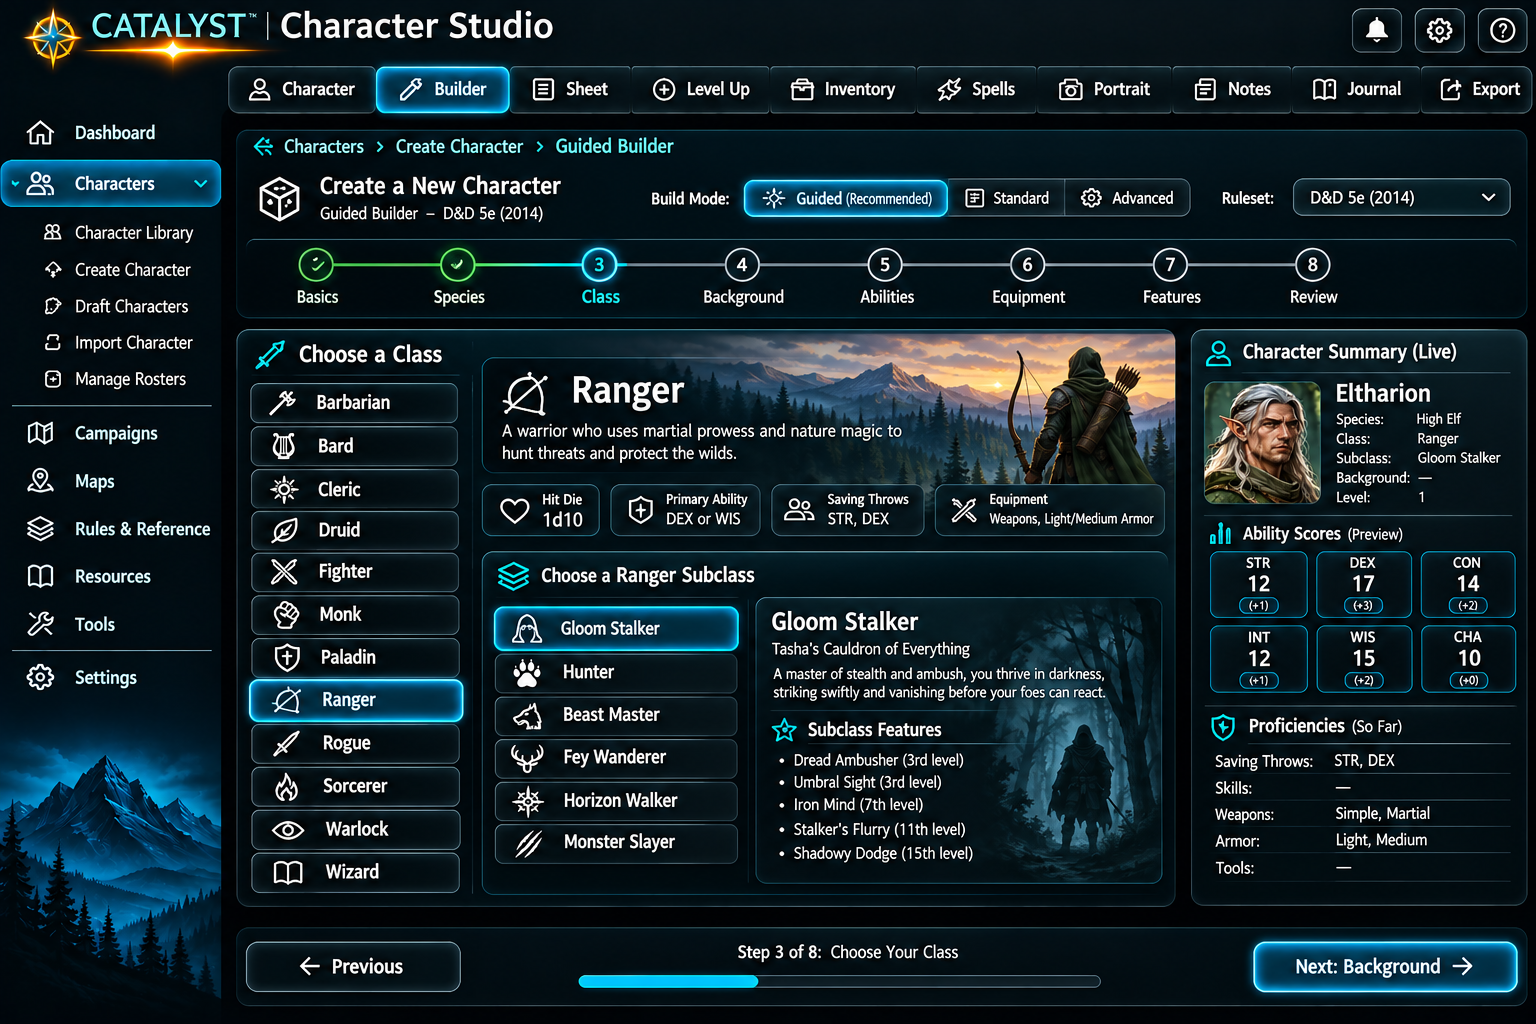 CATALYST™ | Character Studio
Character
Builder
Sheet
Level Up
Inventory
Spells
Portrait
Notes
Journal
Export
Dashboard
Characters
Character Library
Create Character
Draft Characters
Import Character
Manage Rosters
Campaigns
Maps
Rules & Reference
Resources
Tools
Settings
Characters > Create Character > Guided Builder
Create a New Character
Guided Builder – D&D 5e (2014)
Build Mode:
Guided (Recommended)
Standard
Advanced
Ruleset:
D&D 5e (2014)
3
4
5
6
7
8
Basics
Species
Class
Background
Abilities
Equipment
Features
Review
Choose a Class
Barbarian
Bard
Cleric
Druid
Fighter
Monk
Paladin
Ranger
Rogue
Sorcerer
Warlock
Wizard
Ranger
A warrior who uses martial prowess and nature magic to
hunt threats and protect the wilds.
Hit Die
1d10
Primary Ability
DEX or WIS
Saving Throws
STR, DEX
Equipment
Weapons, Light/Medium Armor
Choose a Ranger Subclass
Gloom Stalker
Hunter
Beast Master
Fey Wanderer
Horizon Walker
Monster Slayer
Gloom Stalker
Tasha's Cauldron of Everything
A master of stealth and ambush, you thrive in darkness,
striking swiftly and vanishing before your foes can react.
Subclass Features
• Dread Ambusher (3rd level)
• Umbral Sight (3rd level)
• Iron Mind (7th level)
• Stalker's Flurry (11th level)
• Shadowy Dodge (15th level)
Character Summary (Live)
Eltharion
Species: High Elf
Class: Ranger
Subclass: Gloom Stalker
Background: —
Level: 1
Ability Scores (Preview)
STR
12
(+1)
DEX
17
(+3)
CON
14
(+2)
INT
12
(+1)
WIS
15
(+2)
CHA
10
(+0)
Proficiencies (So Far)
Saving Throws: STR, DEX
Skills: —
Weapons: Simple, Martial
Armor: Light, Medium
Tools: —
← Previous
Step 3 of 8: Choose Your Class
Next: Background →